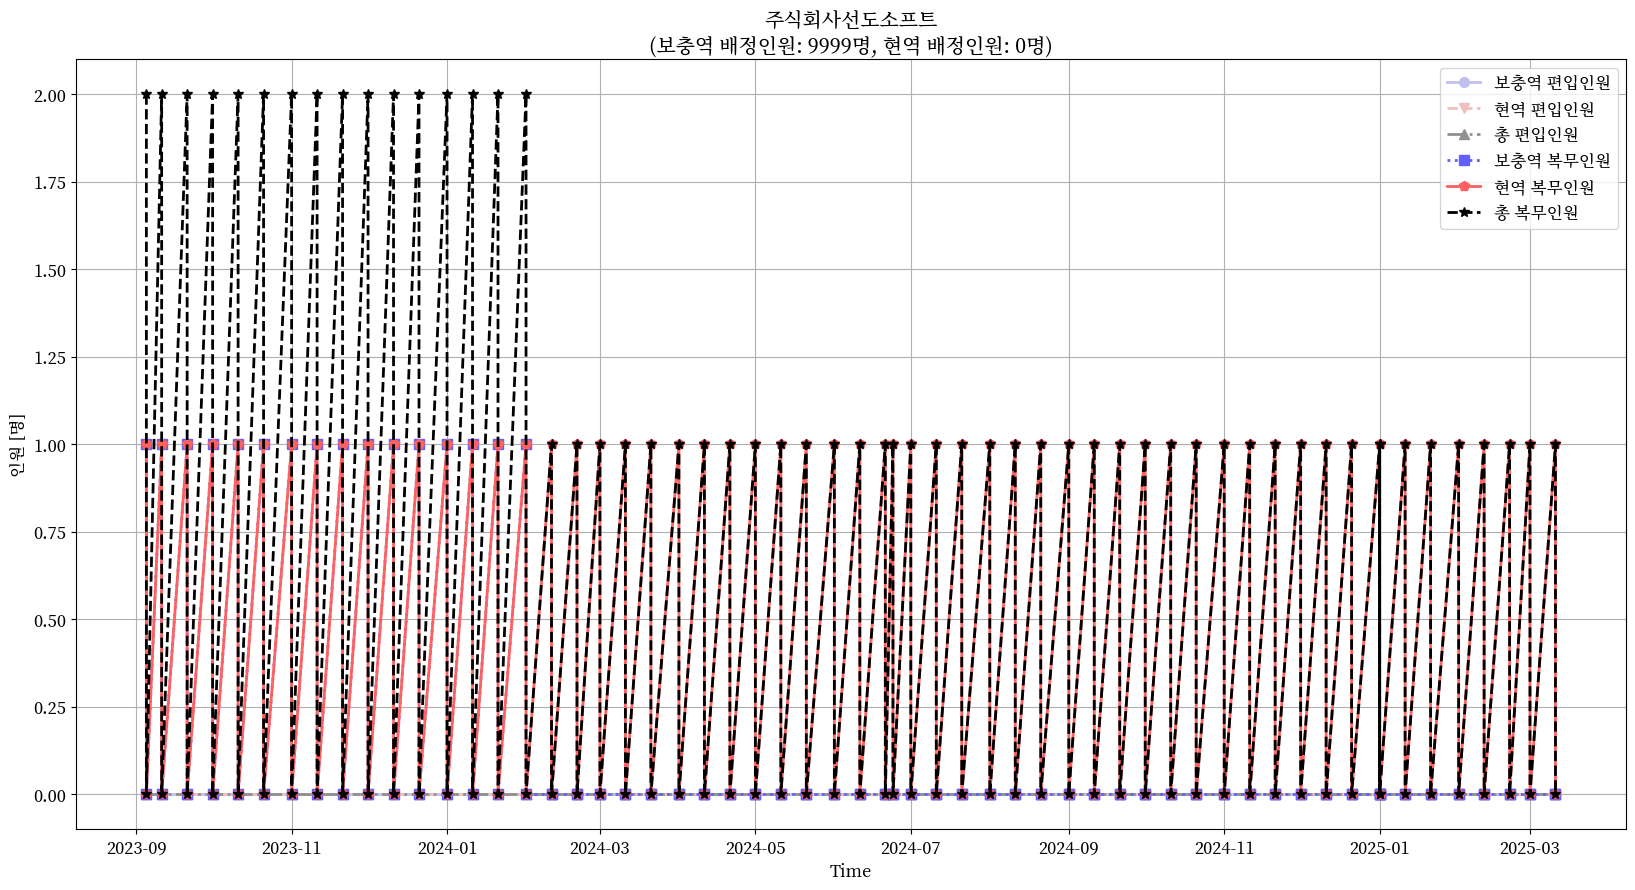 주식회사선도소프트
(보충역 배정인원: 9999명, 현역 배정인원: 0명)
보충역 편입인원
현역 편입인원
총 편입인원
보충역 복무인원
현역 복무인원
총 복무인원
2.00
1.75
1.50
1.25
1.00
0.75
0.50
0.25
0.00
인원 [명]
2023-09
2023-11
2024-01
2024-03
2024-05
2024-07
2024-09
2024-11
2025-01
2025-03
Time